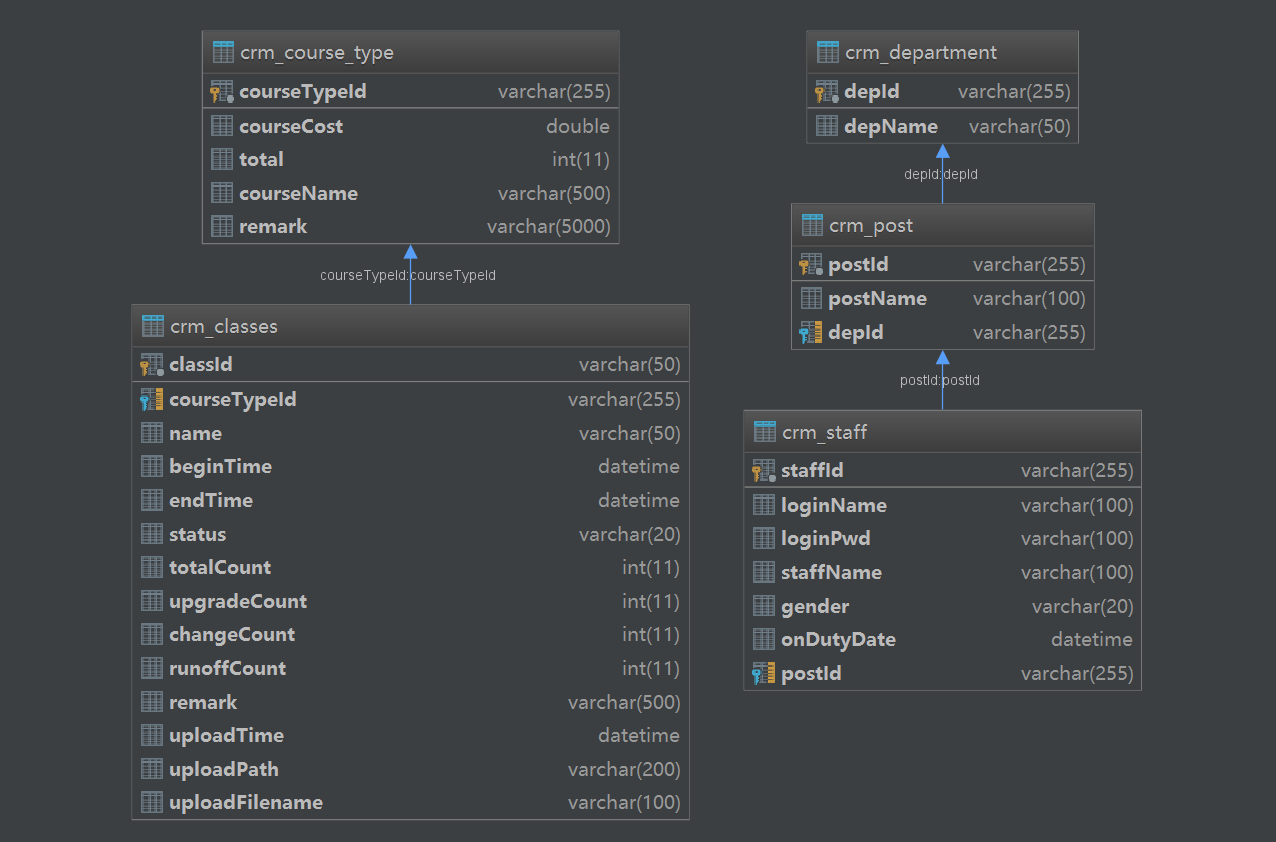 crm_course_type
courseTypeId varchar(255)
courseCost double
total int(11)
courseName varchar(500)
remark varchar(5000)
courseTypeId:courseTypeId
crm_classes
classId varchar(50)
courseTypeId varchar(255)
name varchar(50)
beginTime datetime
endTime datetime
status varchar(20)
totalCount int(11)
upgradeCount int(11)
changeCount int(11)
runoffCount int(11)
remark varchar(500)
uploadTime datetime
uploadPath varchar(200)
uploadFilename varchar(100)
crm_department
depId varchar(255)
depName varchar(50)
depId:depId
crm_post
postId varchar(255)
postName varchar(100)
depId varchar(255)
postId:postId
crm_staff
staffId varchar(255)
loginName varchar(100)
loginPwd varchar(100)
staffName varchar(100)
gender varchar(20)
onDutyDate datetime
postId varchar(255)